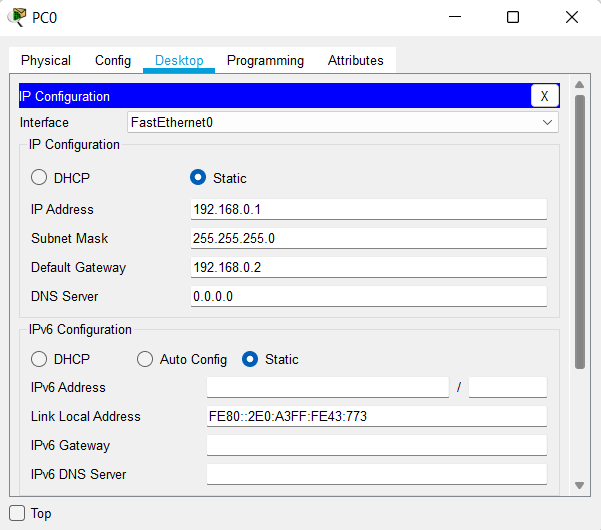 PC0
Physical Config Desktop Programming Attributes
IP Configuration X
Interface FastEthernet0
IP Configuration
DHCP Static
IP Address 192.168.0.1
Subnet Mask 255.255.255.0
Default Gateway 192.168.0.2
DNS Server 0.0.0.0
IPv6 Configuration
DHCP Auto Config Static
IPv6 Address /
Link Local Address FE80::2E0:A3FF:FE43:773
IPv6 Gateway
IPv6 DNS Server
Top